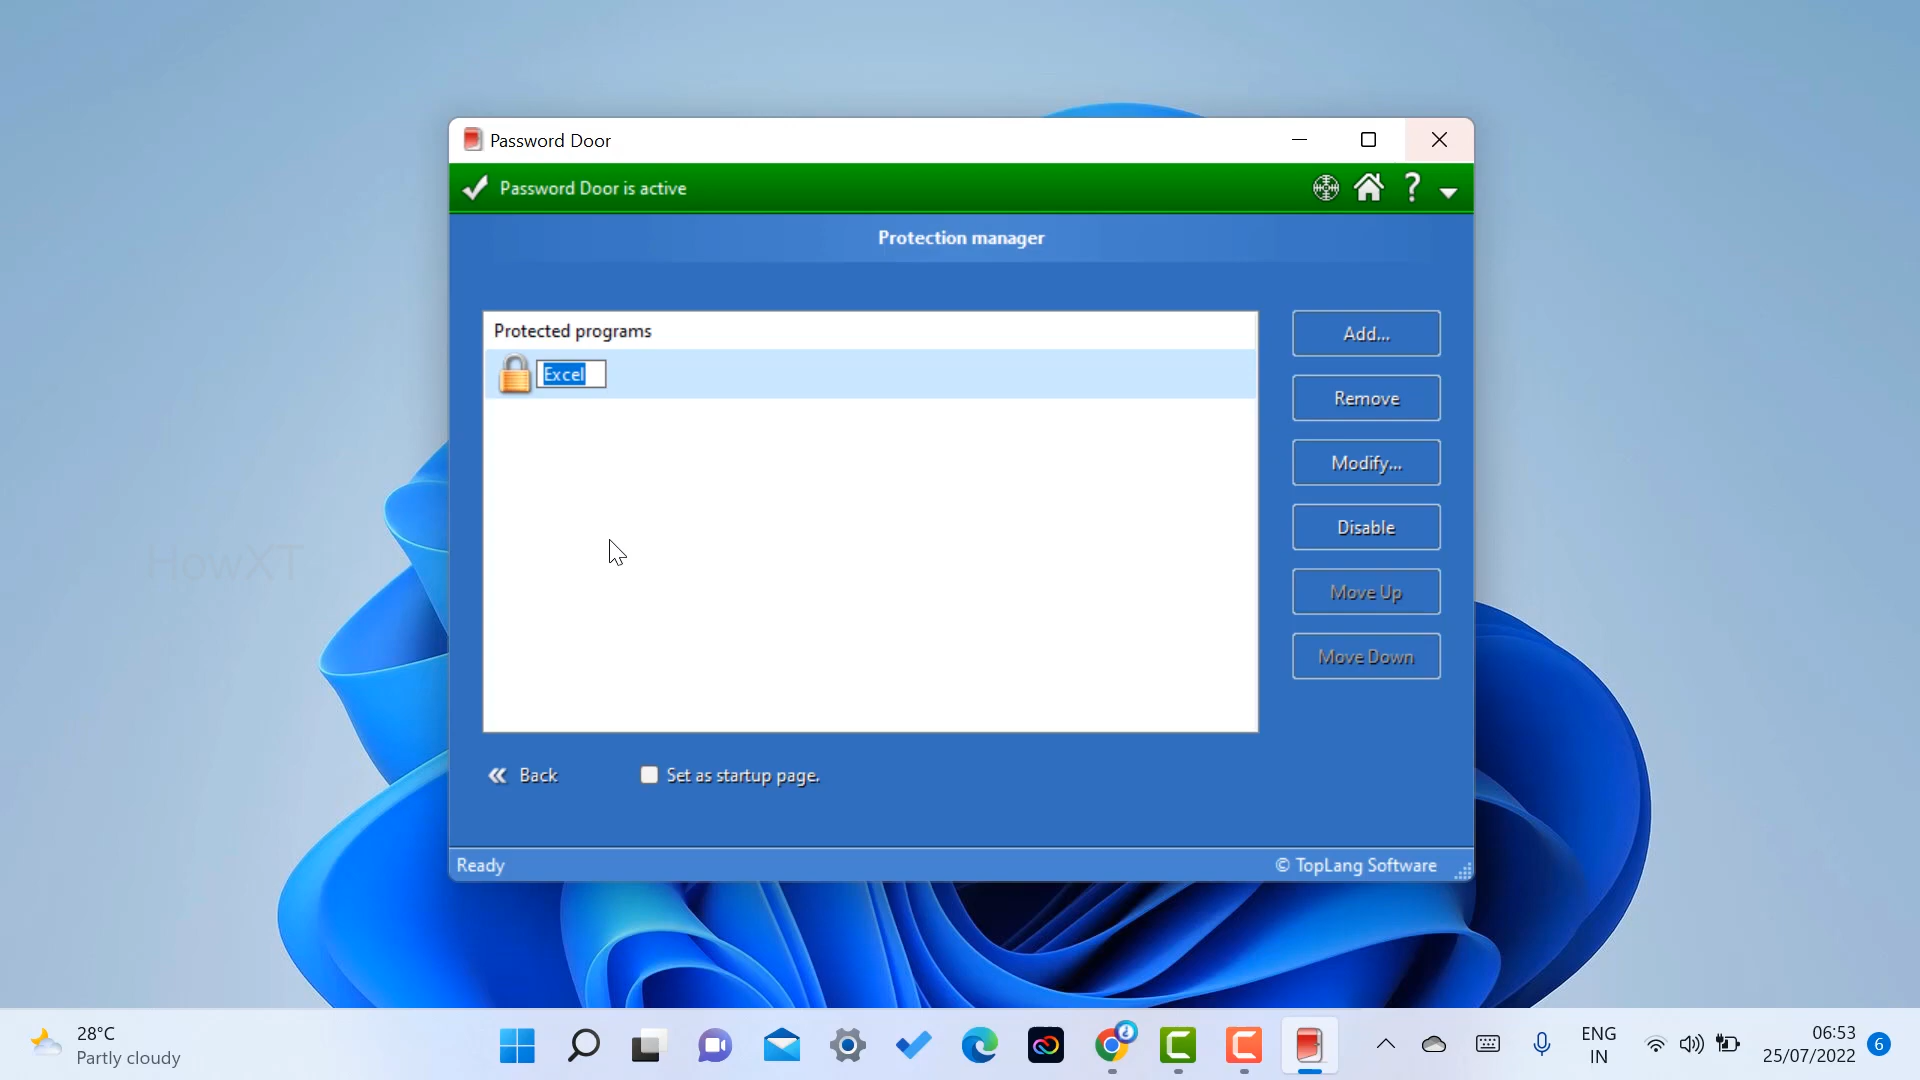 Password Door
Password Door is active
?
Protection manager
Protected programs
Excel
Add...
Remove
Modify...
Disable
Move Up
Move Down
HowXT
Back
Set as startup page.
Ready
© TopLang Software
28°C
Partly cloudy
ENG
IN
06:53
25/07/2022
6